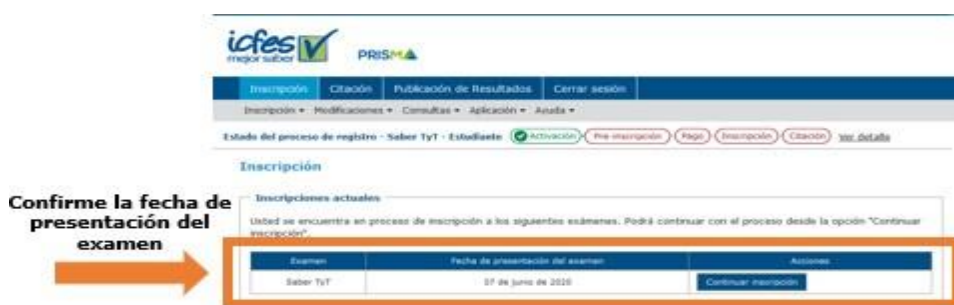 icfes
mejor saber
PRISMA
Inscripción Citación Publicación de Resultados Cerrar sesión
Inscripción Modificaciones Consultas Aplicación Ayuda
Estado del proceso de registro - Saber TyT - Estudiante Activación Pre-inscripción Pago Inscripción Citación Ver detalle
Inscripción
Confirme la fecha de
presentación del
examen
Inscripciones actuales
Usted se encuentra en proceso de inscripción a los siguientes exámenes. Podrá continuar con el proceso desde la opción "Continuar
inscripción".
Examen Fecha de presentación del examen Acciones
Saber TyT 07 de junio de 2020 Continuar inscripción